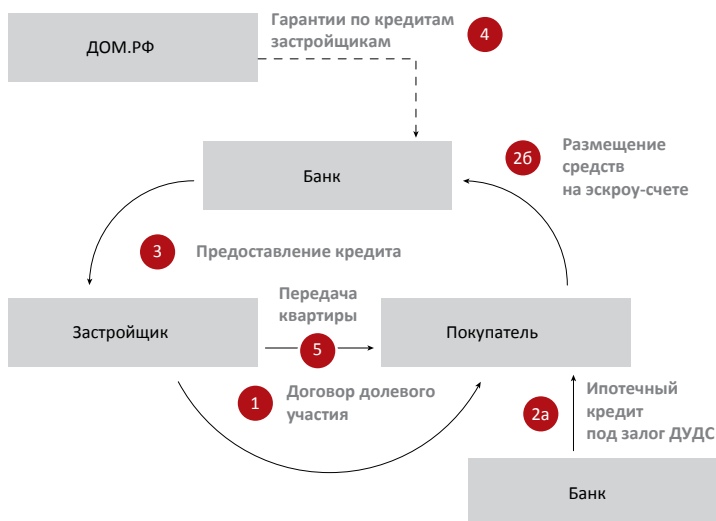 Гарантии по кредитам
застройщикам
4
ДОМ.РФ
Банк
2б
Размещение
средств
на эскроу-счете
3
Предоставление кредита
Передача
квартиры
Застройщик
5
Покупатель
1
Договор долевого
участия
2а
Ипотечный
кредит
под залог ДУДС
Банк